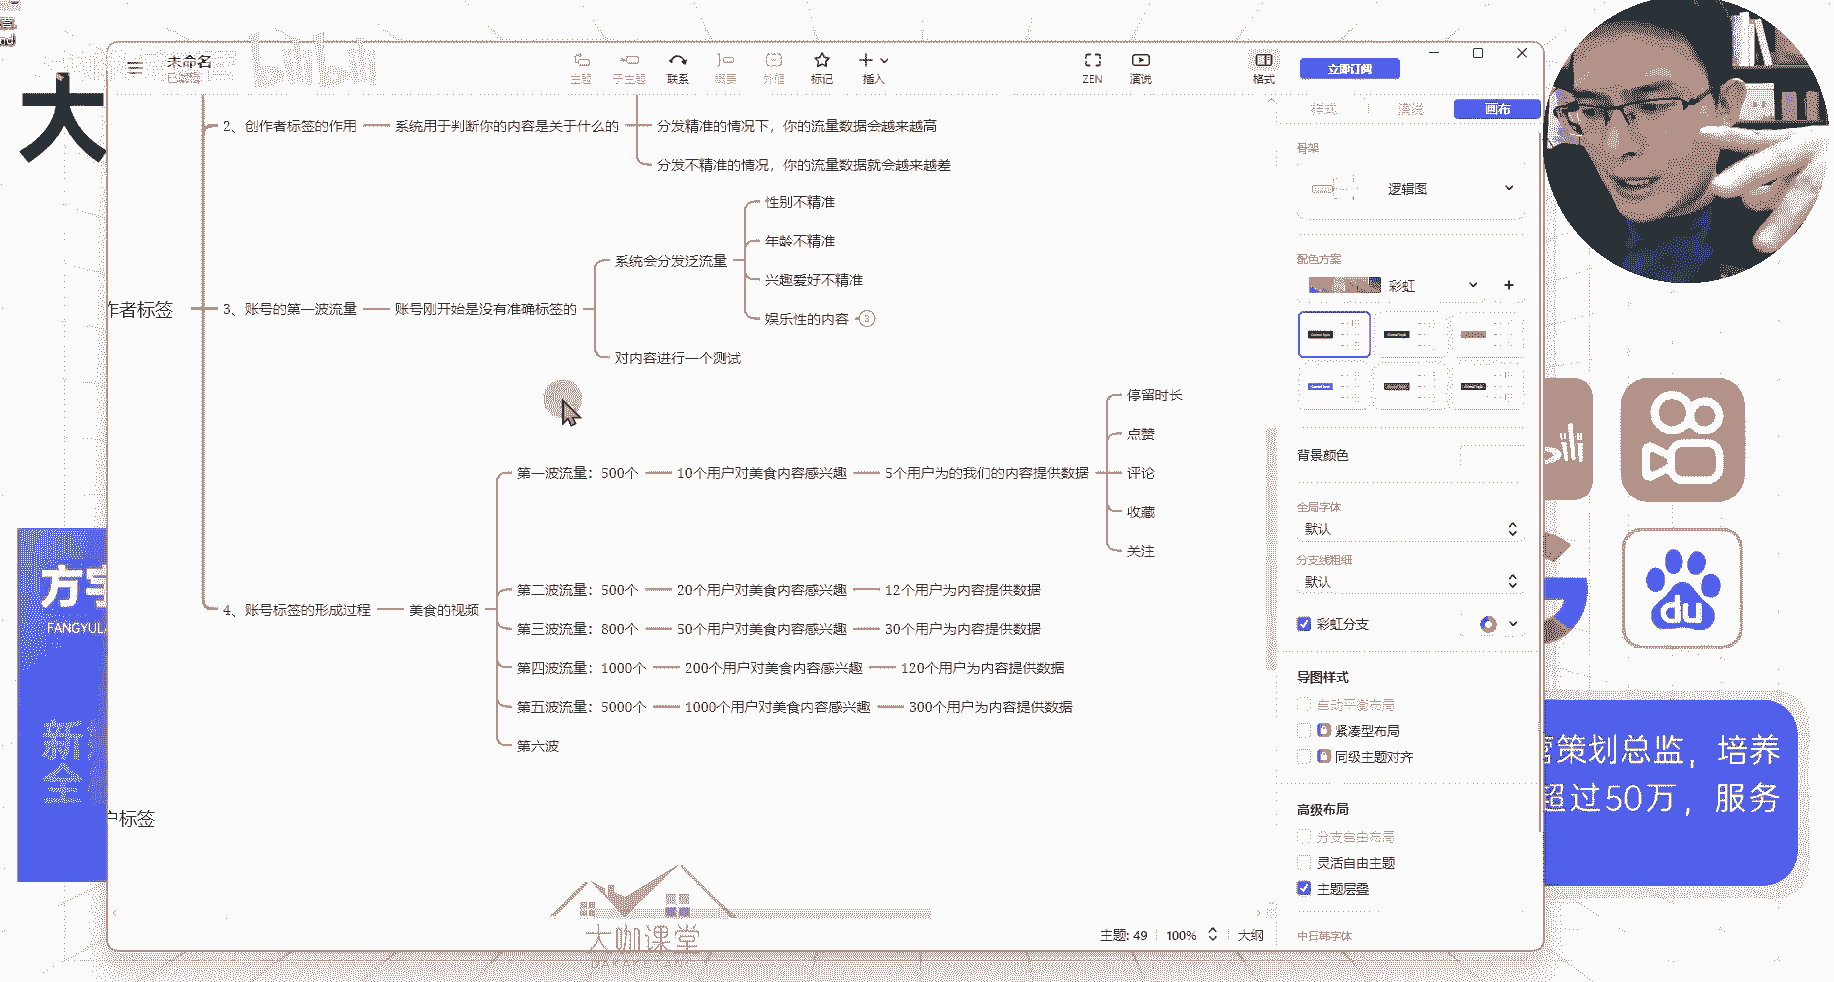 未命名
已编辑
bilibili
主题
子主题
联系
概要
外框
标记
插入
ZEN
演说
格式
立即订阅
大
2、创作者标签的作用
系统用于判断你的内容是关于什么的
分发精准的情况下，你的流量数据会越来越高
分发不精准的情况，你的流量数据就会越来越差
作者标签
3、账号的第一波流量
账号刚开始是没有准确标签的
系统会分发泛流量
性别不精准
年龄不精准
兴趣爱好不精准
娱乐性的内容
3
对内容进行一个测试
4、账号标签的形成过程
美食的视频
第一波流量：500个
10个用户对美食内容感兴趣
5个用户为的我们的内容提供数据
停留时长
点赞
评论
收藏
关注
第二波流量：500个
20个用户对美食内容感兴趣
12个用户为内容提供数据
第三波流量：800个
50个用户对美食内容感兴趣
30个用户为内容提供数据
第四波流量：1000个
200个用户对美食内容感兴趣
120个用户为内容提供数据
第五波流量：5000个
1000个用户对美食内容感兴趣
300个用户为内容提供数据
第六波
户标签
样式
演说
画布
骨架
逻辑图
配色方案
彩虹
背景颜色
全局字体
默认
分支线粗细
默认
彩虹分支
导图样式
自动平衡布局
紧凑型布局
同级主题对齐
高级布局
分支自由布局
灵活自由主题
主题层叠
中日韩字体
主题: 49
100%
大纲
大咖课堂
DAKAKETANG
方宇
FANGYUL
新
全
du
营策划总监，培养
超过50万，服务